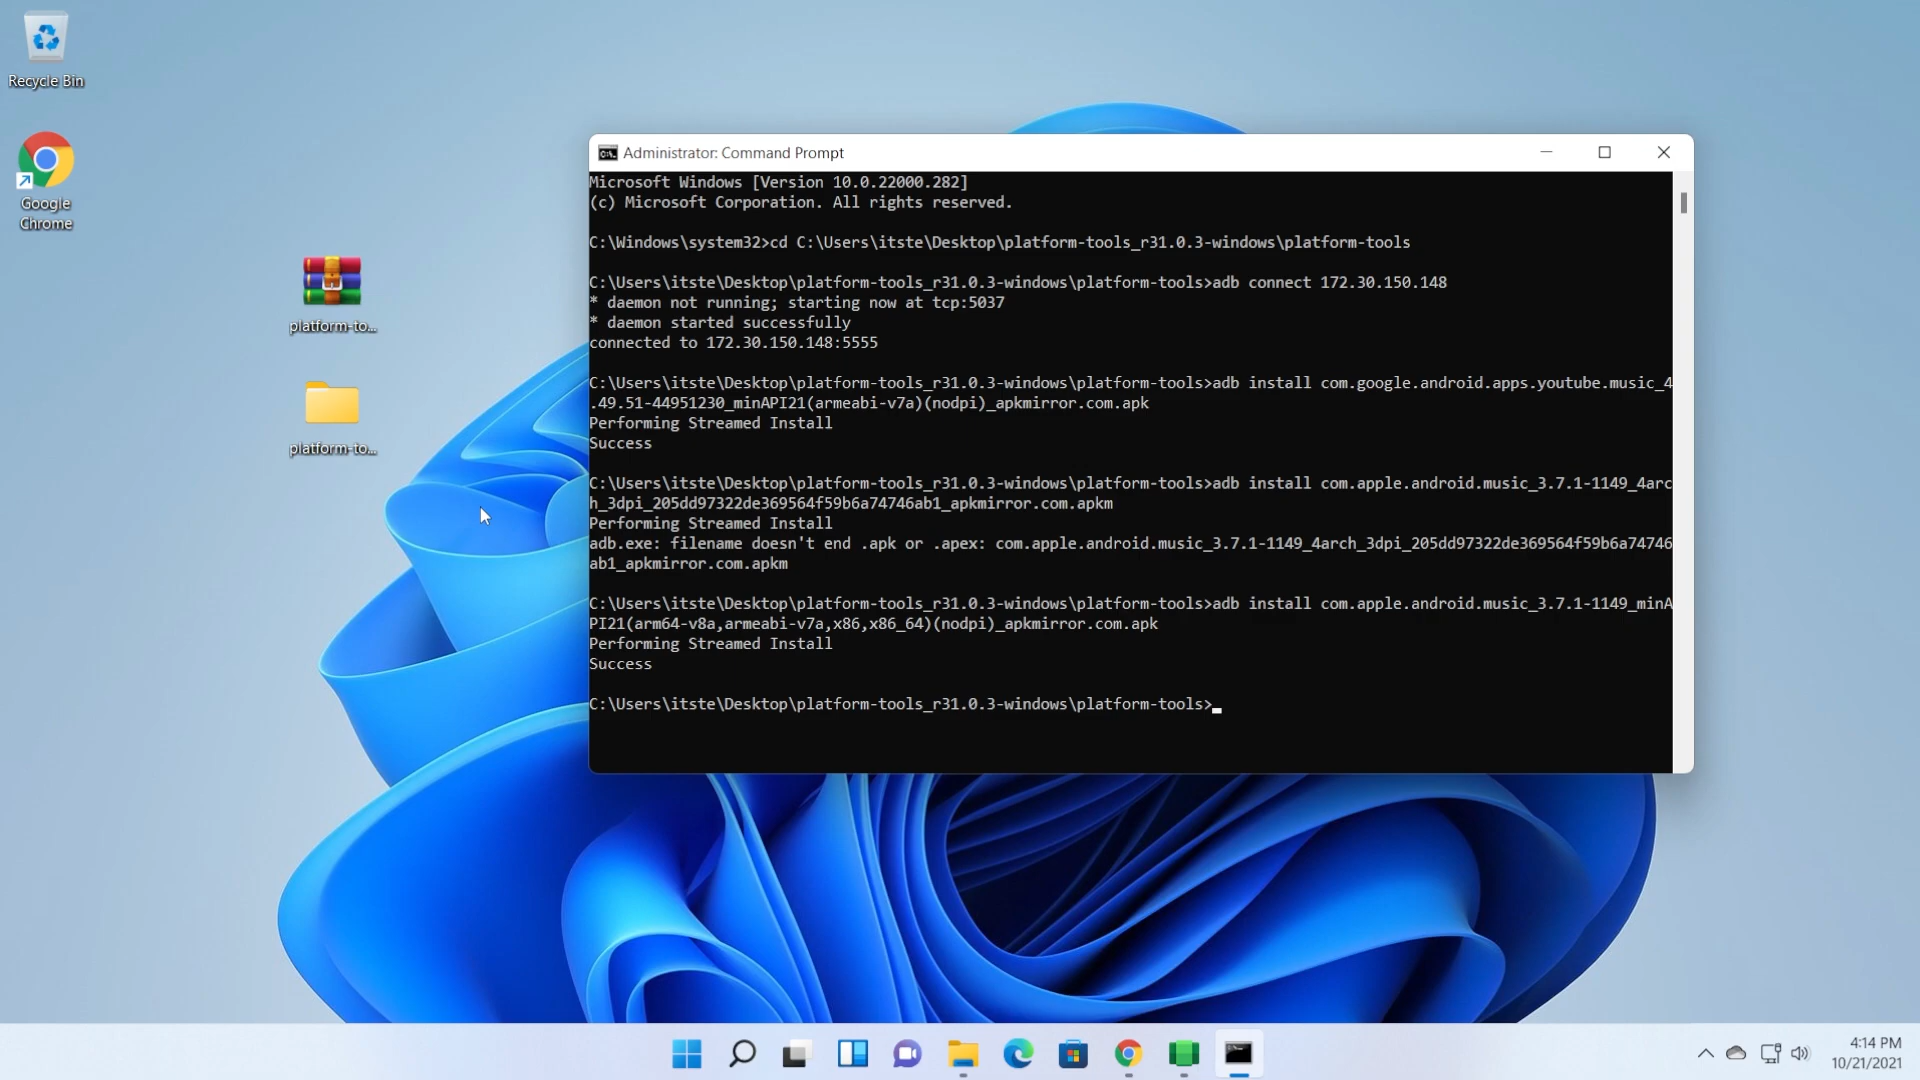 Recycle Bin
Google
Chrome
platform-to...
platform-to...
Administrator: Command Prompt
Microsoft Windows [Version 10.0.22000.282]
(c) Microsoft Corporation. All rights reserved.
C:\Windows\system32>cd C:\Users\itste\Desktop\platform-tools_r31.0.3-windows\platform-tools
C:\Users\itste\Desktop\platform-tools_r31.0.3-windows\platform-tools>adb connect 172.30.150.148
* daemon not running; starting now at tcp:5037
* daemon started successfully
connected to 172.30.150.148:5555
C:\Users\itste\Desktop\platform-tools_r31.0.3-windows\platform-tools>adb install com.google.android.apps.youtube.music_4
.49.51-44951230_minAPI21(armeabi-v7a)(nodpi)_apkmirror.com.apk
Performing Streamed Install
Success
C:\Users\itste\Desktop\platform-tools_r31.0.3-windows\platform-tools>adb install com.apple.android.music_3.7.1-1149_4arc
h_3dpi_205dd97322de369564f59b6a74746ab1_apkmirror.com.apkm
Performing Streamed Install
adb.exe: filename doesn't end .apk or .apex: com.apple.android.music_3.7.1-1149_4arch_3dpi_205dd97322de369564f59b6a74746
ab1_apkmirror.com.apkm
C:\Users\itste\Desktop\platform-tools_r31.0.3-windows\platform-tools>adb install com.apple.android.music_3.7.1-1149_minA
PI21(arm64-v8a,armeabi-v7a,x86,x86_64)(nodpi)_apkmirror.com.apk
Performing Streamed Install
Success
C:\Users\itste\Desktop\platform-tools_r31.0.3-windows\platform-tools>
4:14 PM
10/21/2021